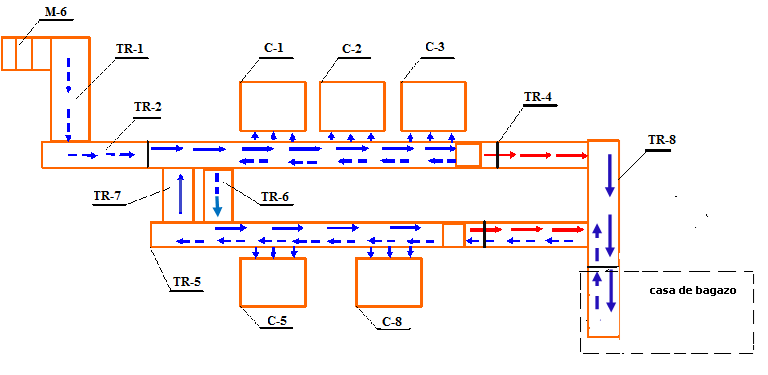 M-6
TR-1
C-1
C-2
C-3
TR-2
TR-4
TR-8
TR-7
TR-6
TR-5
casa de bagazo
C-5
C-8